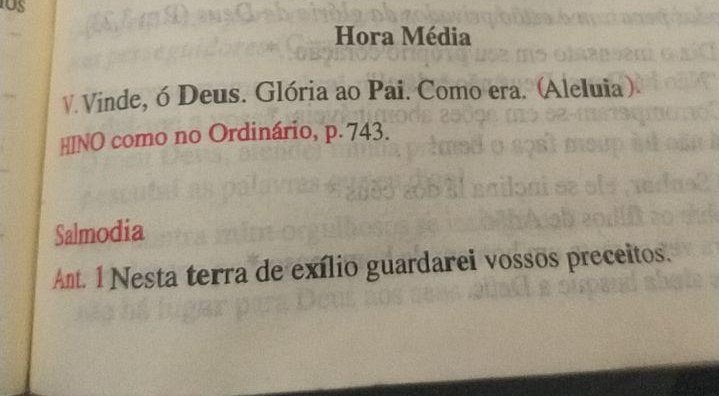 Hora Média
V. Vinde, ó Deus. Glória ao Pai. Como era. (Aleluia).
HINO como no Ordinário, p. 743.
Salmodia
Ant. 1 Nesta terra de exílio guardarei vossos preceitos.